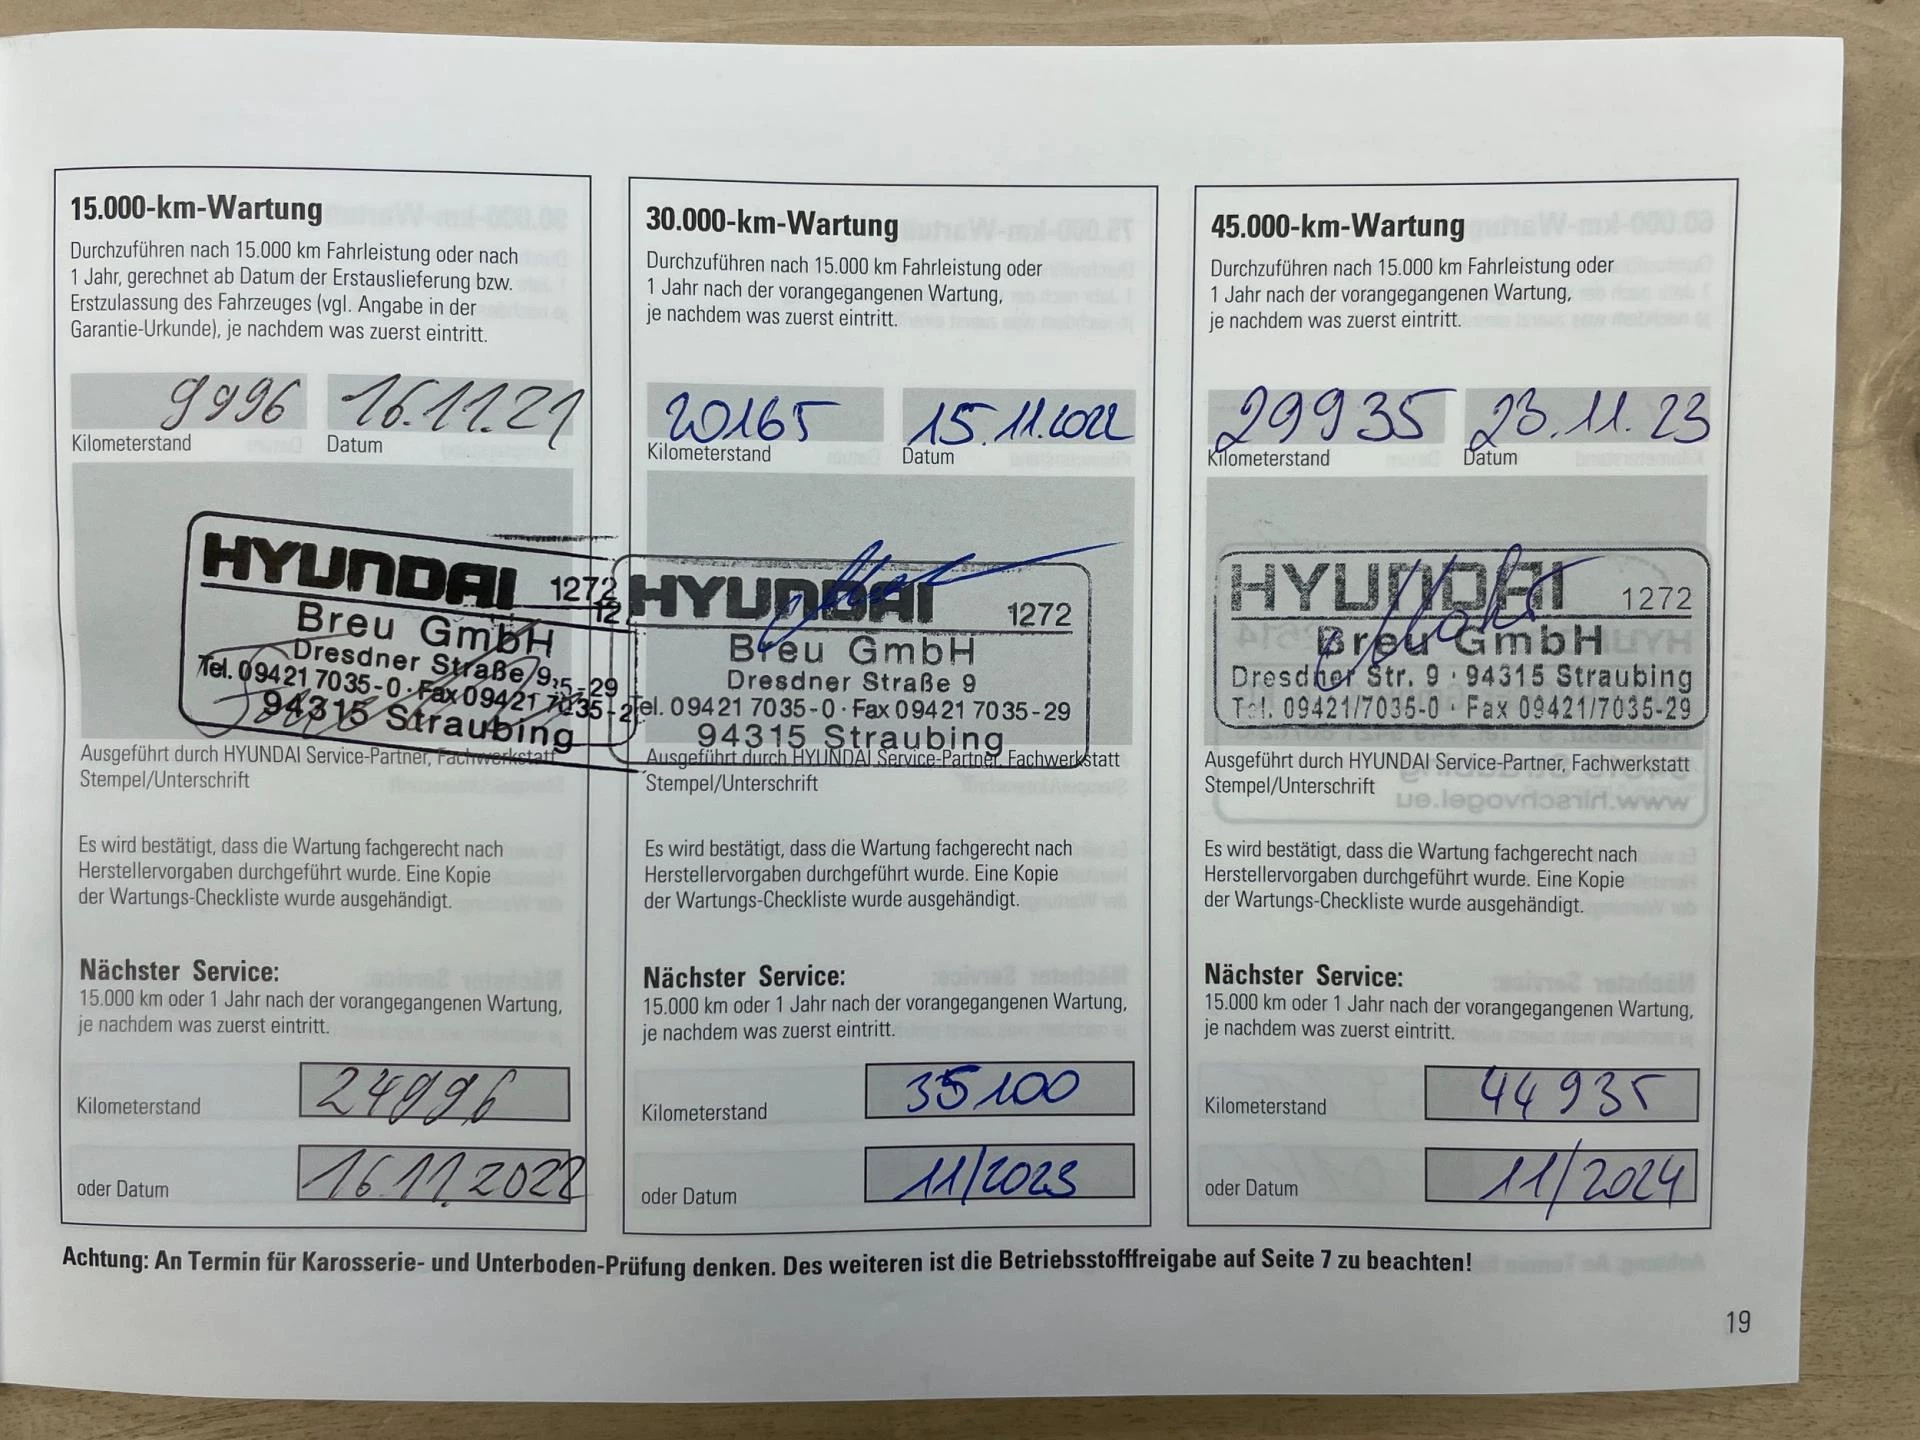 15.000-km-Wartung
Durchzuführen nach 15.000 km Fahrleistung oder nach
1 Jahr, gerechnet ab Datum der Erstauslieferung bzw.
Erstzulassung des Fahrzeuges (vgl. Angabe in der
Garantie-Urkunde), je nachdem was zuerst eintritt.
9996 16.11.21
Kilometerstand Datum
HYUNDAI 1272
Breu GmbH
Dresdner Straße 9
Tel. 09421 7035-0 · Fax 09421 7035-29
94315 Straubing
Ausgeführt durch HYUNDAI Service-Partner, Fachwerkstatt
Stempel/Unterschrift
Es wird bestätigt, dass die Wartung fachgerecht nach
Herstellervorgaben durchgeführt wurde. Eine Kopie
der Wartungs-Checkliste wurde ausgehändigt.
Nächster Service:
15.000 km oder 1 Jahr nach der vorangegangenen Wartung,
je nachdem was zuerst eintritt.
Kilometerstand 24996
oder Datum 16.11.2022
30.000-km-Wartung
Durchzuführen nach 15.000 km Fahrleistung oder
1 Jahr nach der vorangegangenen Wartung,
je nachdem was zuerst eintritt.
20165 15.11.2022
Kilometerstand Datum
HYUNDAI 1272
Breu GmbH
Dresdner Straße 9
Tel. 09421 7035-0 · Fax 09421 7035-29
94315 Straubing
Ausgeführt durch HYUNDAI Service-Partner, Fachwerkstatt
Stempel/Unterschrift
Es wird bestätigt, dass die Wartung fachgerecht nach
Herstellervorgaben durchgeführt wurde. Eine Kopie
der Wartungs-Checkliste wurde ausgehändigt.
Nächster Service:
15.000 km oder 1 Jahr nach der vorangegangenen Wartung,
je nachdem was zuerst eintritt.
Kilometerstand 35100
oder Datum 11/2023
45.000-km-Wartung
Durchzuführen nach 15.000 km Fahrleistung oder
1 Jahr nach der vorangegangenen Wartung,
je nachdem was zuerst eintritt.
29935 23.11.23
Kilometerstand Datum
HYUNDAI 1272
Breu GmbH
Dresdner Str. 9 · 94315 Straubing
Tel. 09421/7035-0 · Fax 09421/7035-29
Ausgeführt durch HYUNDAI Service-Partner, Fachwerkstatt
Stempel/Unterschrift
Es wird bestätigt, dass die Wartung fachgerecht nach
Herstellervorgaben durchgeführt wurde. Eine Kopie
der Wartungs-Checkliste wurde ausgehändigt.
Nächster Service:
15.000 km oder 1 Jahr nach der vorangegangenen Wartung,
je nachdem was zuerst eintritt.
Kilometerstand 44935
oder Datum 11/2024
Achtung: An Termin für Karosserie- und Unterboden-Prüfung denken. Des weiteren ist die Betriebsstofffreigabe auf Seite 7 zu beachten!
19